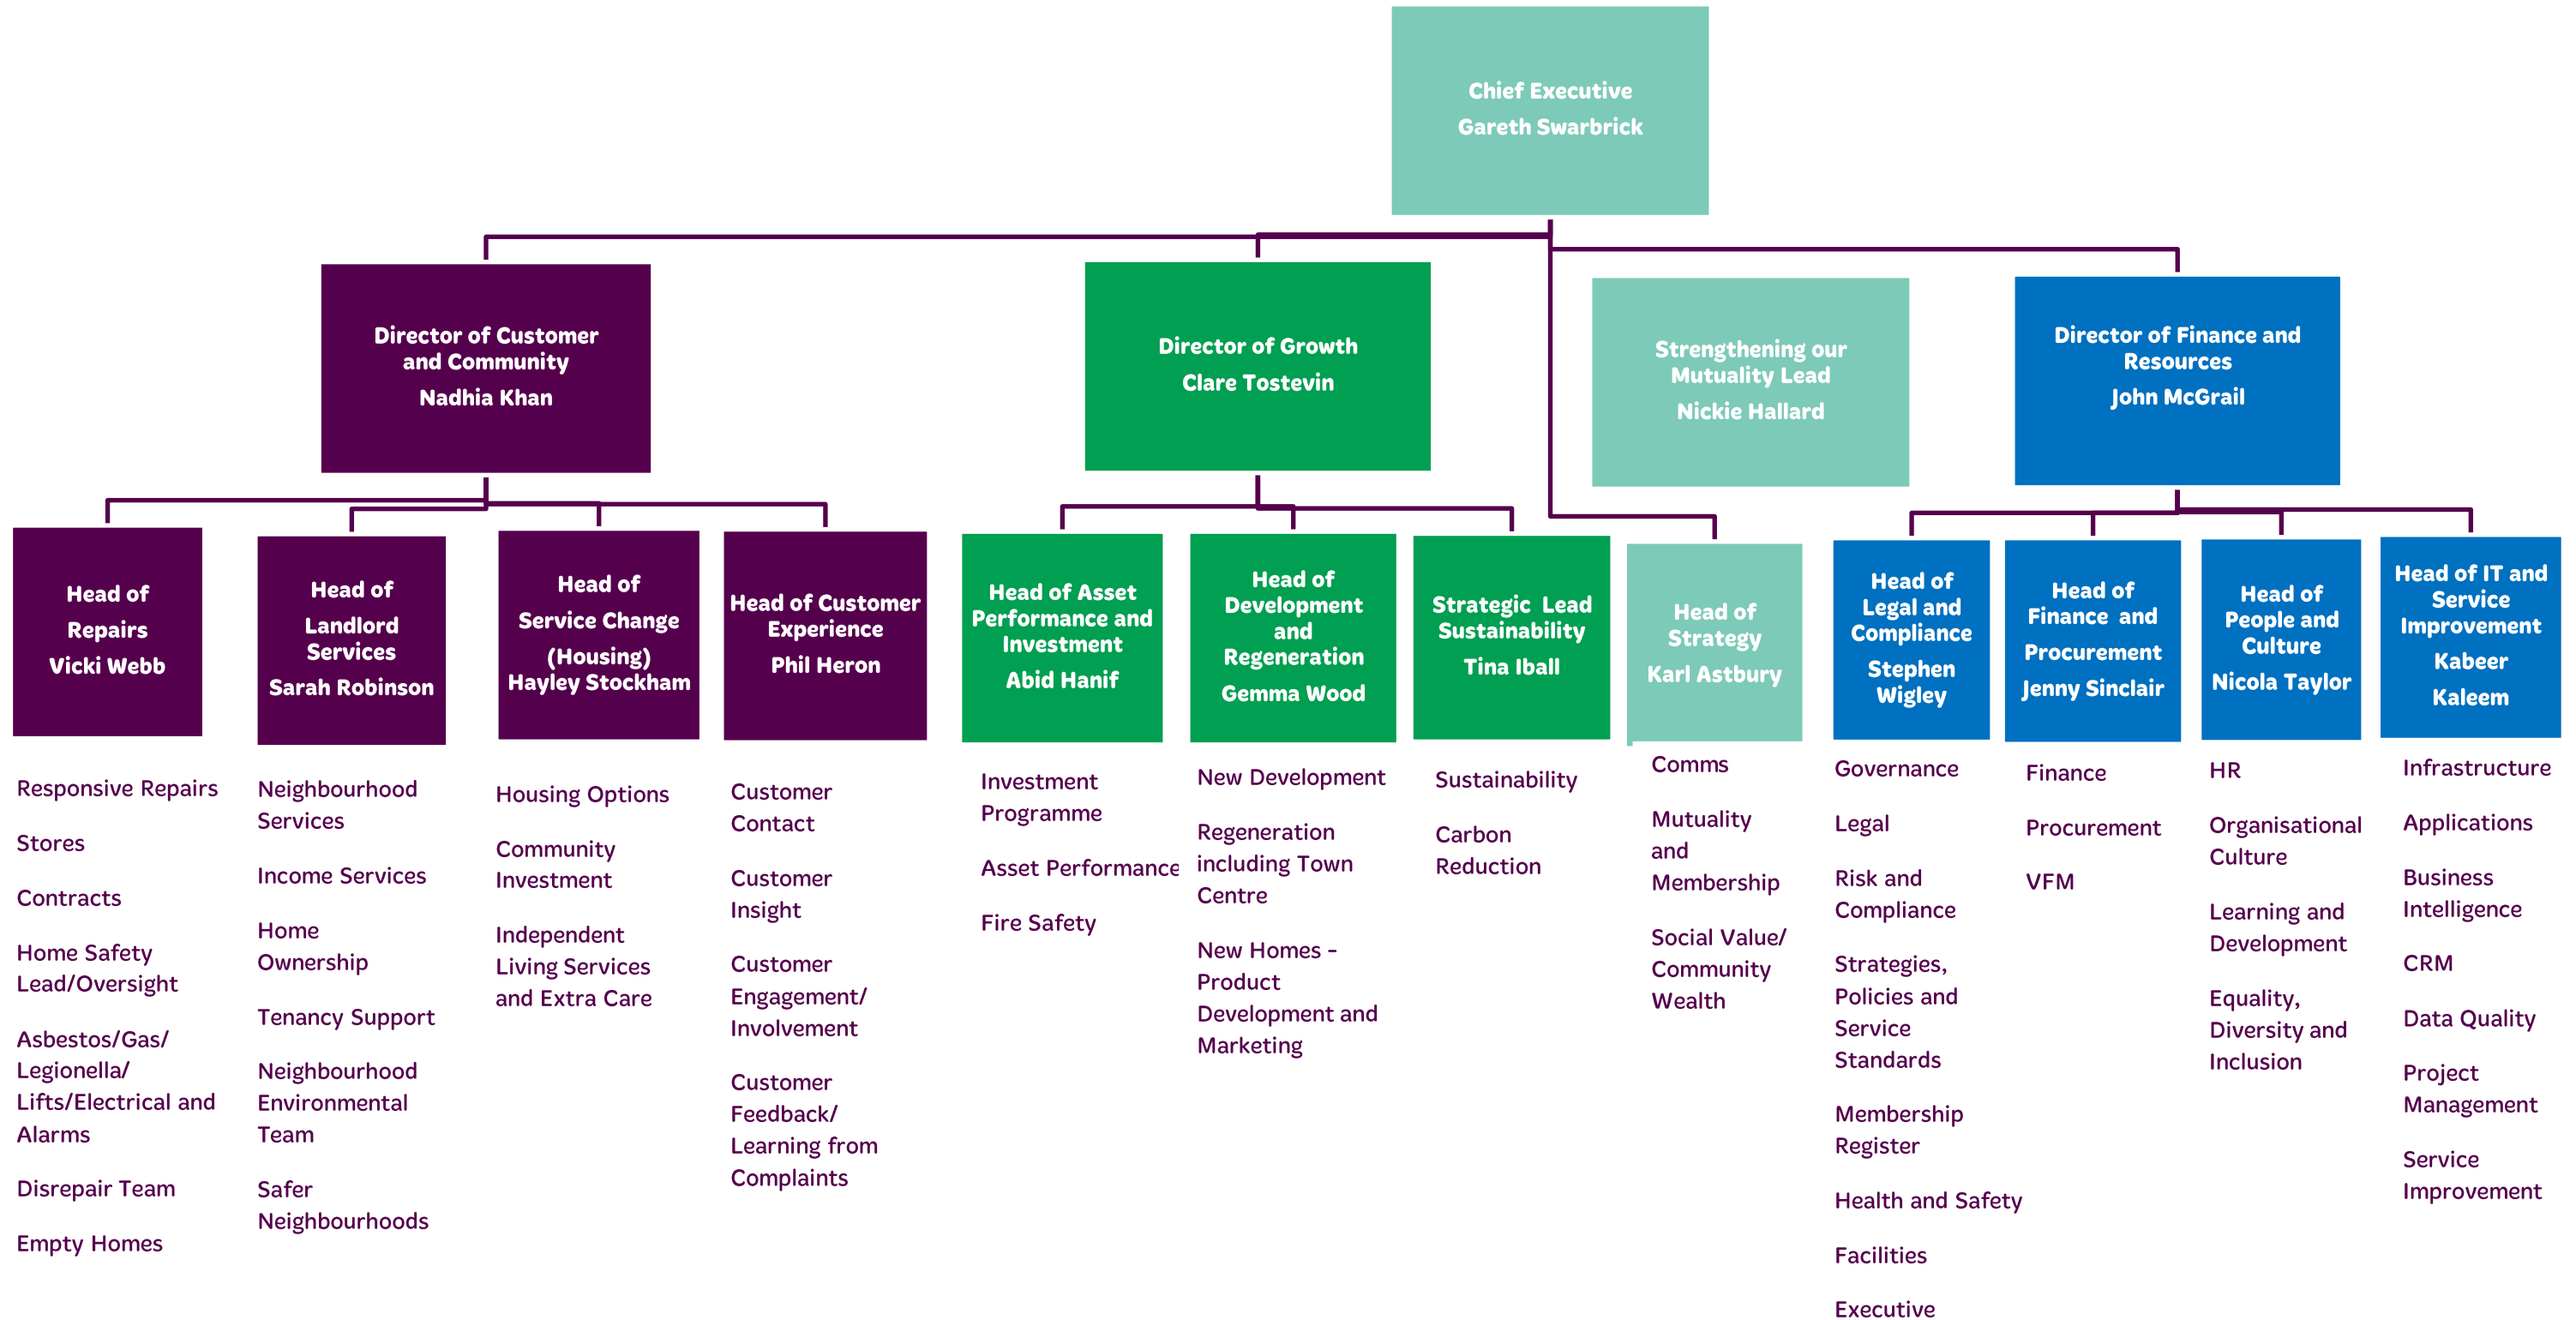 Chief Executive
Gareth Swarbrick
Director of Customer
and Community
Nadhia Khan
Director of Growth
Clare Tostevin
Strengthening our
Mutuality Lead
Nickie Hallard
Director of Finance and
Resources
John McGrail
Head of
Repairs
Vicki Webb
Head of
Landlord
Services
Sarah Robinson
Head of
Service Change
(Housing)
Hayley Stockham
Head of Customer
Experience
Phil Heron
Head of Asset
Performance and
Investment
Abid Hanif
Head of
Development
and
Regeneration
Gemma Wood
Strategic Lead
Sustainability
Tina Iball
Head of
Strategy
Karl Astbury
Head of
Legal and
Compliance
Stephen
Wigley
Head of
Finance and
Procurement
Jenny Sinclair
Head of
People and
Culture
Nicola Taylor
Head of IT and
Service
Improvement
Kabeer
Kaleem
Responsive Repairs
Stores
Contracts
Home Safety
Lead/Oversight
Asbestos/Gas/
Legionella/
Lifts/Electrical and
Alarms
Disrepair Team
Empty Homes
Neighbourhood
Services
Income Services
Home
Ownership
Tenancy Support
Neighbourhood
Environmental
Team
Safer
Neighbourhoods
Housing Options
Community
Investment
Independent
Living Services
and Extra Care
Customer
Contact
Customer
Insight
Customer
Engagement/
Involvement
Customer
Feedback/
Learning from
Complaints
Investment
Programme
Asset Performance
Fire Safety
New Development
Regeneration
including Town
Centre
New Homes -
Product
Development and
Marketing
Sustainability
Carbon
Reduction
Comms
Mutuality
and
Membership
Social Value/
Community
Wealth
Governance
Legal
Risk and
Compliance
Strategies,
Policies and
Service
Standards
Membership
Register
Health and Safety
Facilities
Executive
Finance
Procurement
VFM
HR
Organisational
Culture
Learning and
Development
Equality,
Diversity and
Inclusion
Infrastructure
Applications
Business
Intelligence
CRM
Data Quality
Project
Management
Service
Improvement